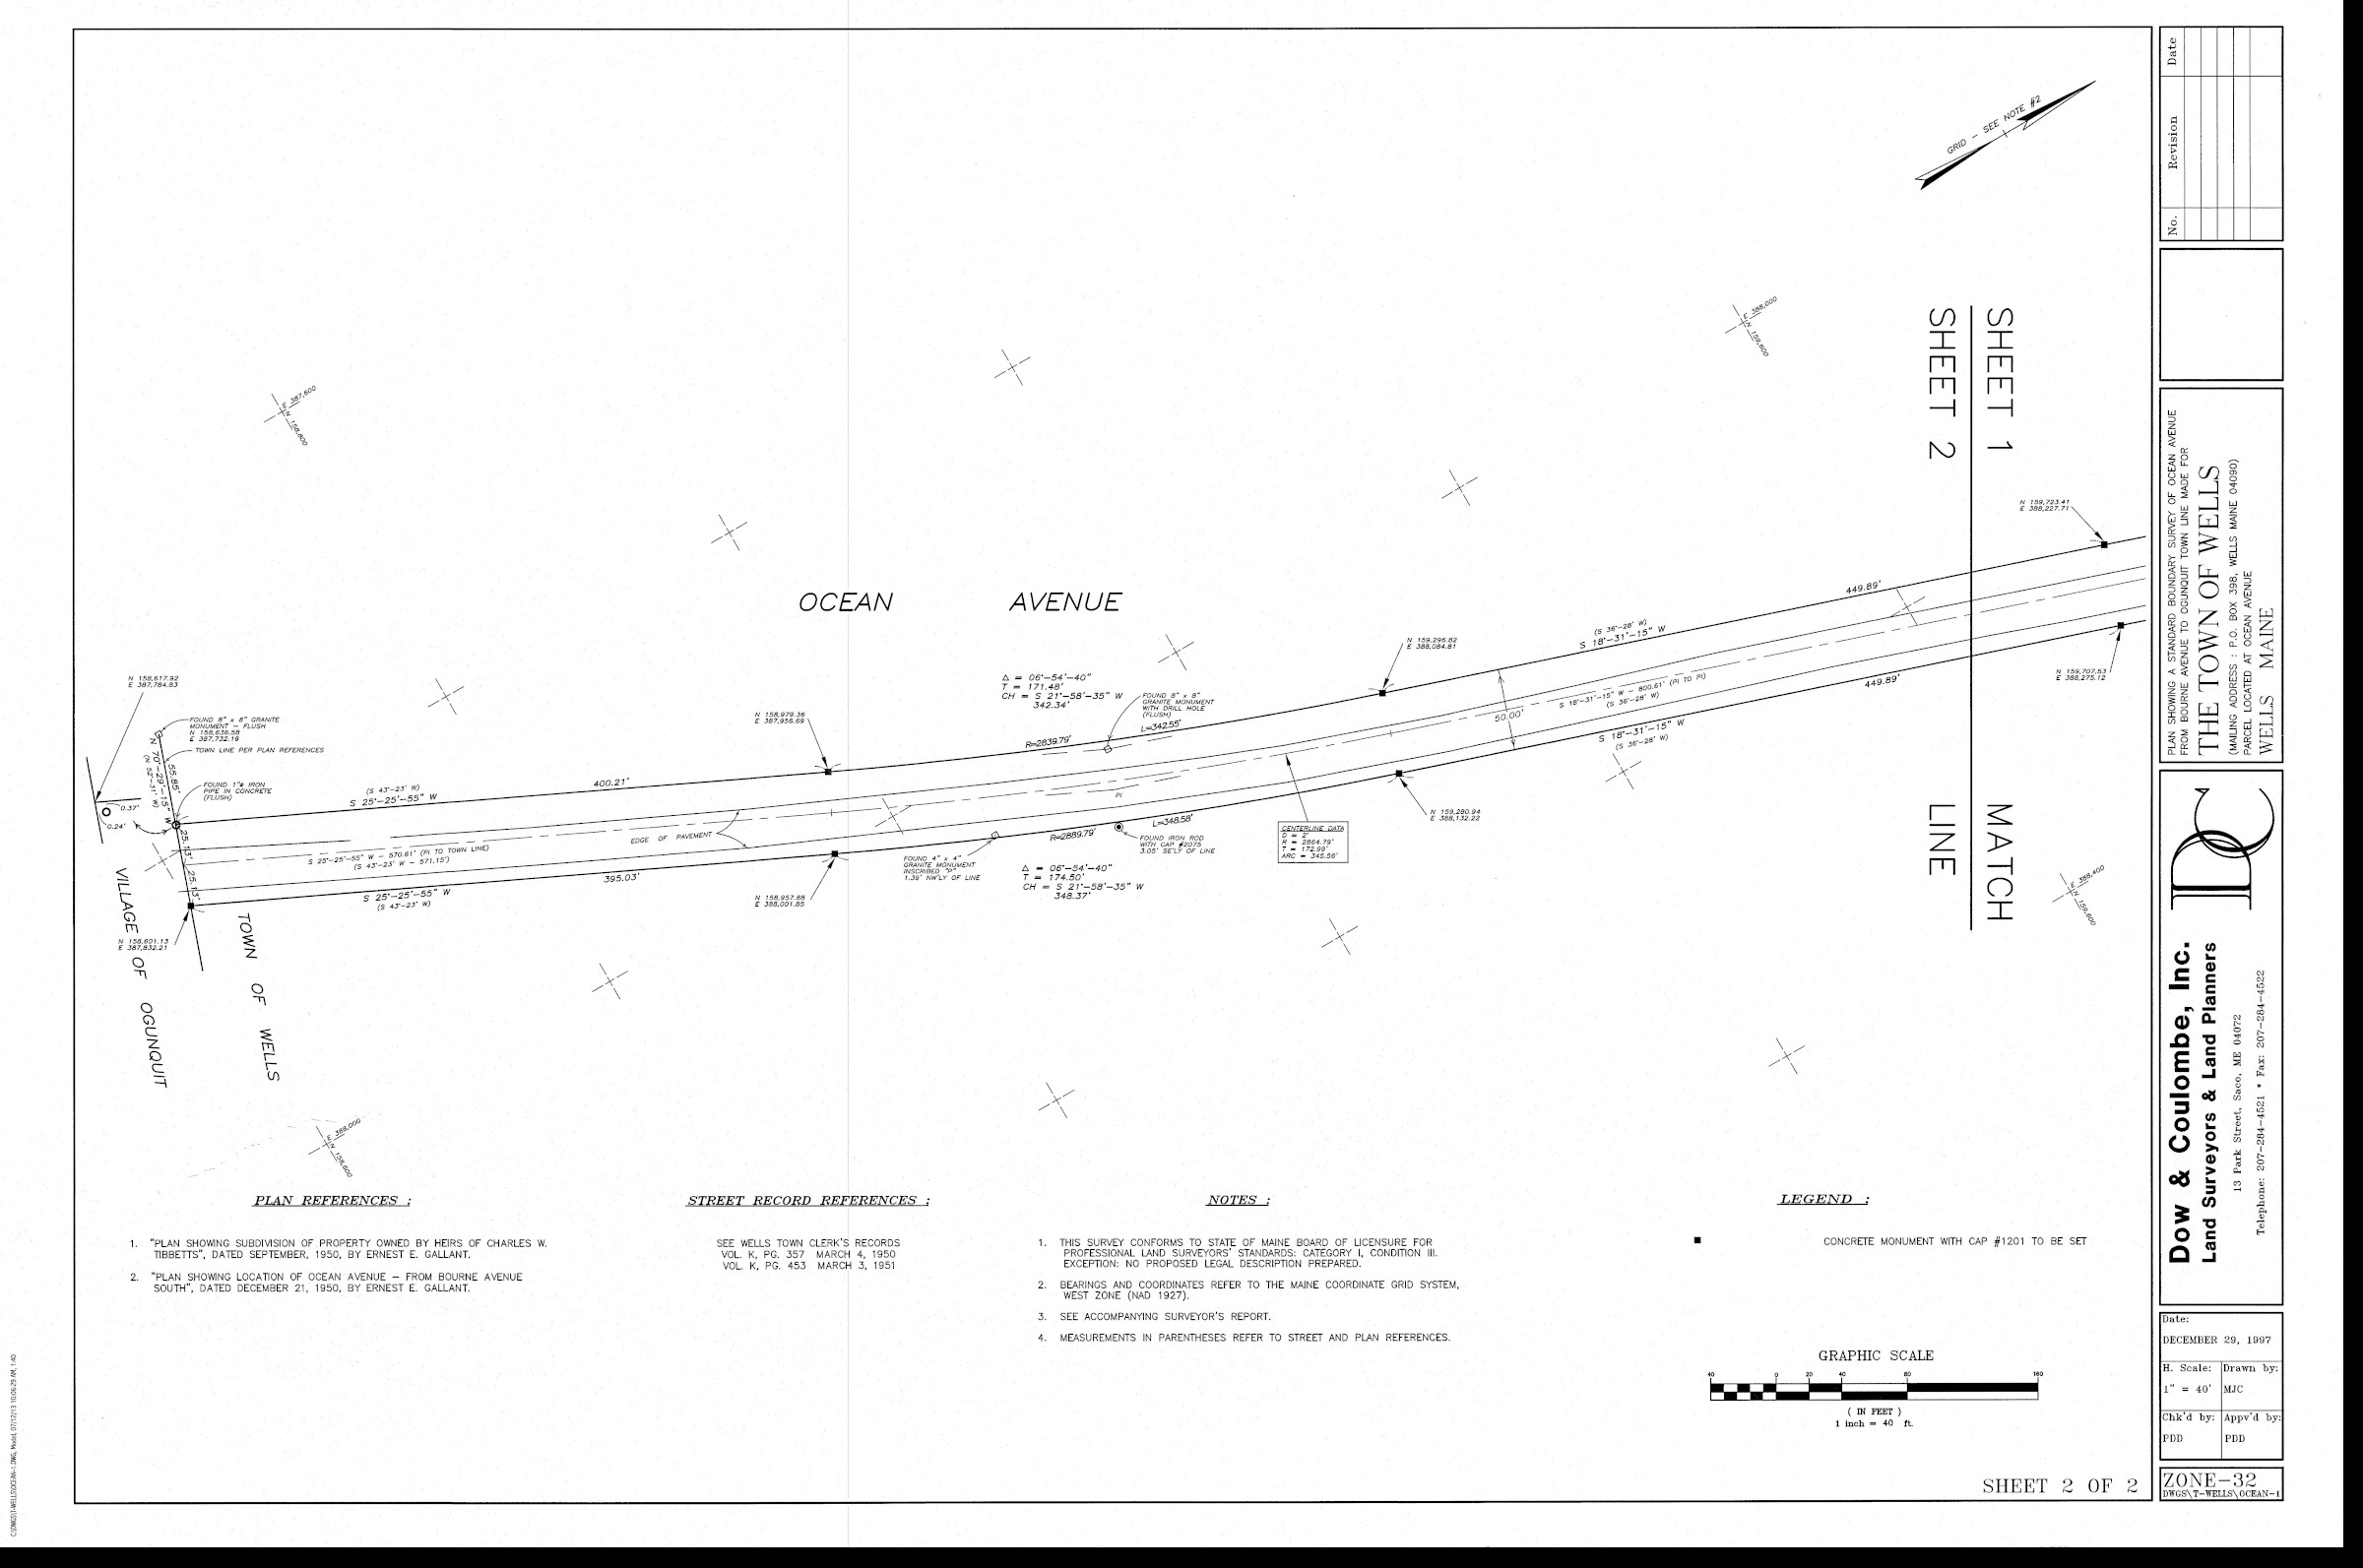 GRID - SEE NOTE #2
E 388,000
N 159,600
E 387,600
N 158,800
SHEET 1
SHEET 2
MATCH
LINE
OCEAN AVENUE
N 159,723.41
E 388,227.71
449.89'
(S 36°-28' W)
S 18°-31'-15" W
N 159,296.82
E 388,084.81
N 159,707.53
E 388,275.12
449.89'
S 18°-31'-15" W - 800.61' (PI TO PI)
(S 36°-28' W)
50.00'
S 18°-31'-15" W
(S 36°-28' W)
Δ = 06°-54'-40"
T = 171.48'
CH = S 21°-58'-35" W
342.34'
FOUND 8" x 8"
GRANITE MONUMENT
WITH DRILL HOLE
(FLUSH)
L=342.55'
R=2839.79'
PI
N 158,979.36
E 387,956.69
400.21'
(S 43°-23' W)
S 25°-25'-55" W
N 158,617.92
E 387,784.83
FOUND 8" x 8" GRANITE
MONUMENT - FLUSH
N 158,636.58
E 387,732.19
TOWN LINE PER PLAN REFERENCES
N 70°-29'-15" W
(N 52°-31' W)
55.85'
FOUND 1"ø IRON
PIPE IN CONCRETE
(FLUSH)
0.37'
0.24'
25.13'
25.13'
EDGE OF PAVEMENT
S 25°-25'-55" W - 570.61' (PI TO TOWN LINE)
(S 43°-23' W - 571.15')
S 25°-25'-55" W
(S 43°-23' W)
395.03'
N 158,957.88
E 388,001.85
N 158,601.13
E 387,832.21
FOUND 4" x 4"
GRANITE MONUMENT
INSCRIBED "P"
1.39' NW'LY OF LINE
R=2889.79'
L=348.58'
FOUND IRON ROD
WITH CAP #2075
3.05' SE'LY OF LINE
Δ = 06°-54'-40"
T = 174.50'
CH = S 21°-58'-35" W
348.37'
CENTERLINE DATA
D = 2°
R = 2864.79'
T = 172.99'
ARC = 345.56'
N 159,280.94
E 388,132.22
E 388,400
N 159,600
VILLAGE OF OGUNQUIT
TOWN OF WELLS
E 388,000
N 158,600
PLAN REFERENCES :
1. "PLAN SHOWING SUBDIVISION OF PROPERTY OWNED BY HEIRS OF CHARLES W.
TIBBETTS", DATED SEPTEMBER, 1950, BY ERNEST E. GALLANT.
2. "PLAN SHOWING LOCATION OF OCEAN AVENUE - FROM BOURNE AVENUE
SOUTH", DATED DECEMBER 21, 1950, BY ERNEST E. GALLANT.
STREET RECORD REFERENCES :
SEE WELLS TOWN CLERK'S RECORDS
VOL. K, PG. 357 MARCH 4, 1950
VOL. K, PG. 453 MARCH 3, 1951
NOTES :
1. THIS SURVEY CONFORMS TO STATE OF MAINE BOARD OF LICENSURE FOR
PROFESSIONAL LAND SURVEYORS' STANDARDS: CATEGORY I, CONDITION III.
EXCEPTION: NO PROPOSED LEGAL DESCRIPTION PREPARED.
2. BEARINGS AND COORDINATES REFER TO THE MAINE COORDINATE GRID SYSTEM,
WEST ZONE (NAD 1927).
3. SEE ACCOMPANYING SURVEYOR'S REPORT.
4. MEASUREMENTS IN PARENTHESES REFER TO STREET AND PLAN REFERENCES.
LEGEND :
CONCRETE MONUMENT WITH CAP #1201 TO BE SET
GRAPHIC SCALE
40 0 20 40 80 160
( IN FEET )
1 inch = 40 ft.
SHEET 2 OF 2
No. Revision Date
PLAN SHOWING A STANDARD BOUNDARY SURVEY OF OCEAN AVENUE
FROM BOURNE AVENUE TO OGUNQUIT TOWN LINE MADE FOR
THE TOWN OF WELLS
(MAILING ADDRESS : P.O. BOX 398, WELLS MAINE 04090)
PARCEL LOCATED AT OCEAN AVENUE
WELLS MAINE
DC
Dow & Coulombe, Inc.
Land Surveyors & Land Planners
13 Park Street, Saco, ME 04072
Telephone: 207-284-4521 * Fax: 207-284-4522
Date:
DECEMBER 29, 1997
H. Scale: Drawn by:
1" = 40' MJC
Chk'd by: Appv'd by:
PDD PDD
ZONE-32
DWGS\T-WELLS\OCEAN-1
C:\DWGS\T-WELLS\OCEAN-1.DWG, Model, 07/12/13 10:06:29 AM, 1:40